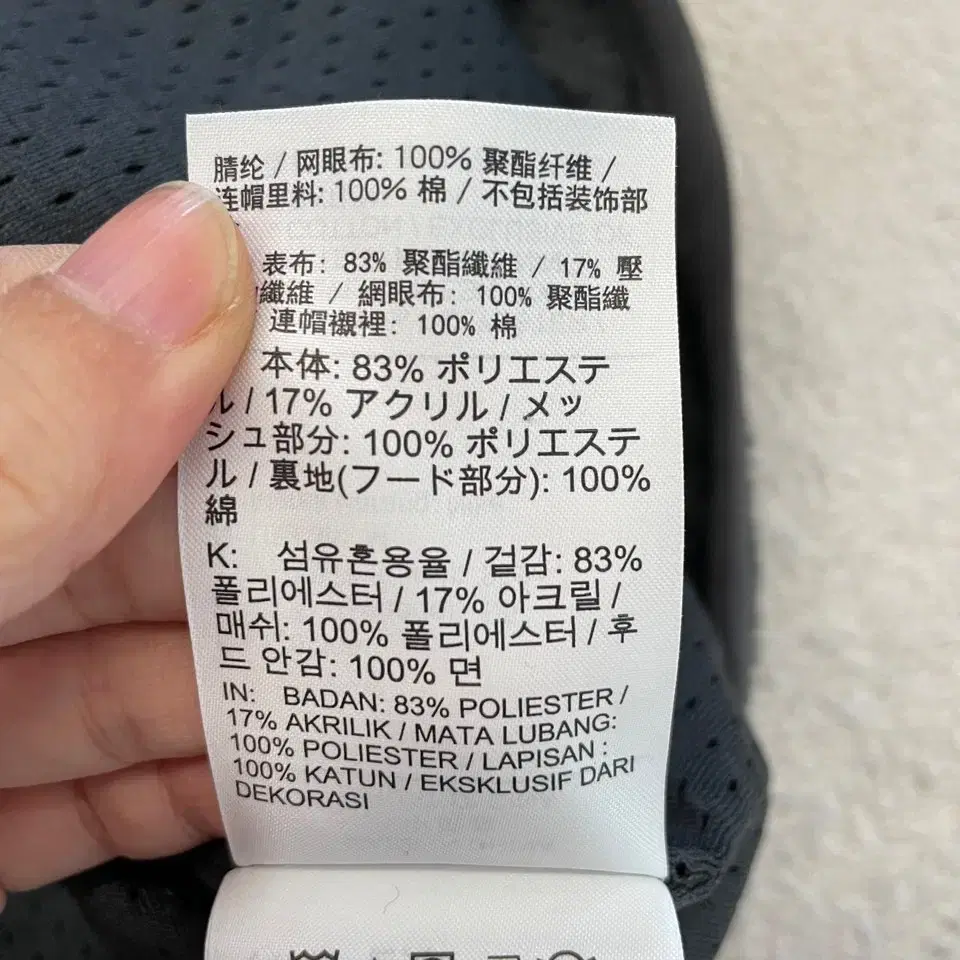 腈纶 / 网眼布: 100% 聚酯纤维 /
连帽里料: 100% 棉 / 不包括装饰部
表布: 83% 聚酯纖維 / 17% 壓
纖維 / 網眼布: 100% 聚酯纖
連帽襯裡: 100% 棉
本体: 83% ポリエステ
ル / 17% アクリル / メッ
シュ部分: 100% ポリエステ
ル / 裏地(フード部分): 100%
綿
K: 섬유혼용율 / 겉감: 83%
폴리에스터 / 17% 아크릴 /
매쉬: 100% 폴리에스터 / 후
드 안감: 100% 면
IN: BADAN: 83% POLIESTER /
17% AKRILIK / MATA LUBANG:
100% POLIESTER / LAPISAN :
100% KATUN / EKSKLUSIF DARI
DEKORASI